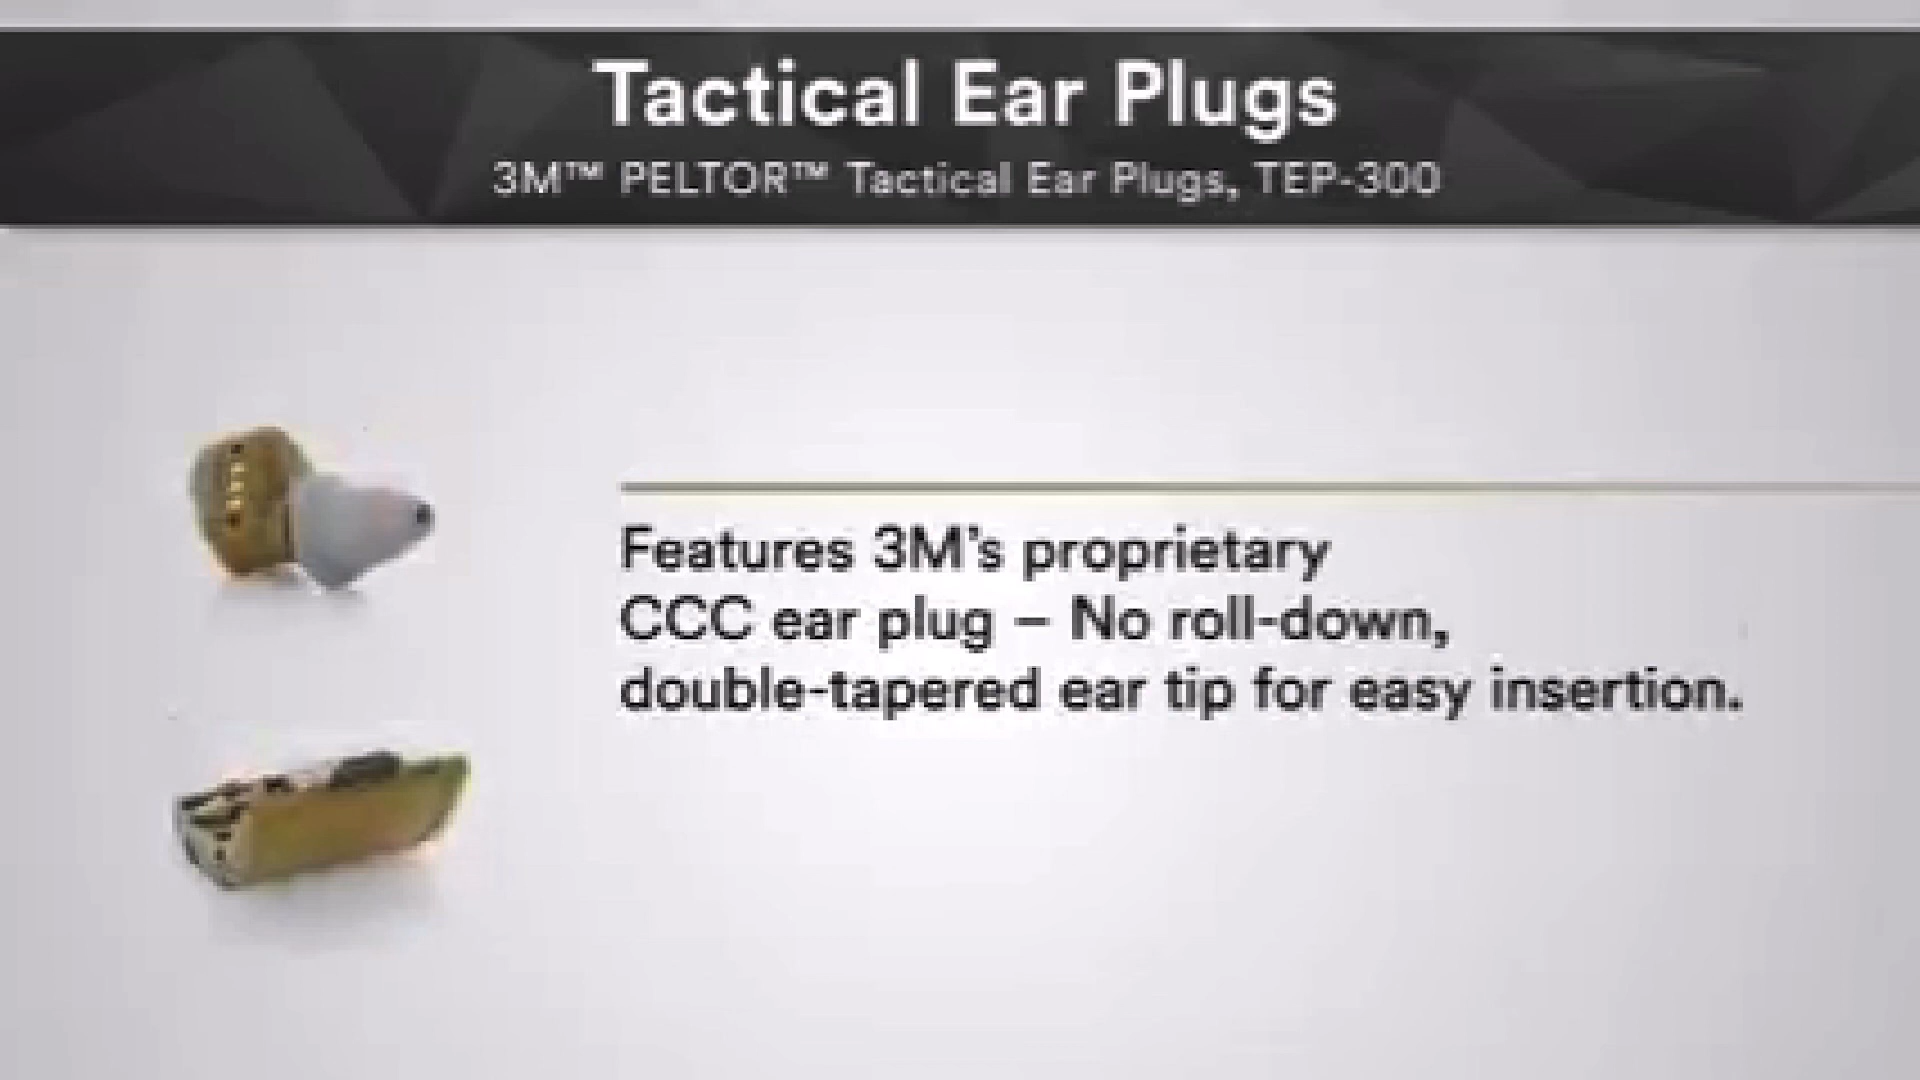 Tactical Ear Plugs
3M™ PELTOR™ Tactical Ear Plugs, TEP-300
Features 3M's proprietary
CCC ear plug – No roll-down,
double-tapered ear tip for easy insertion.